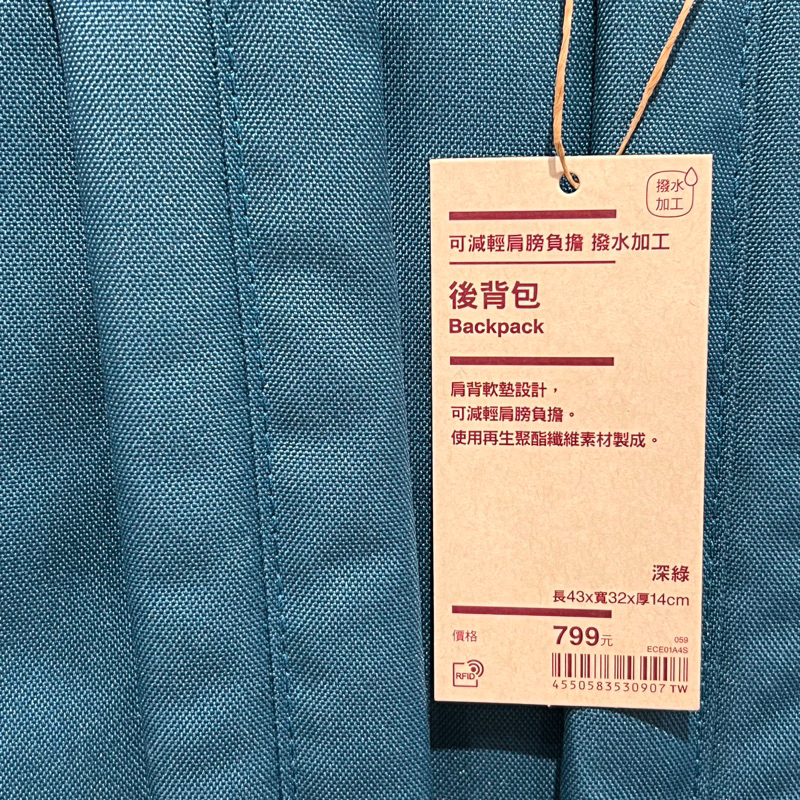 撥水
加工
可減輕肩膀負擔 撥水加工
後背包
Backpack
肩背軟墊設計，
可減輕肩膀負擔。
使用再生聚酯纖維素材製成。
深綠
長43x寬32x厚14cm
價格 799元
059
ECE01A4S
RFID
4550583530907 TW